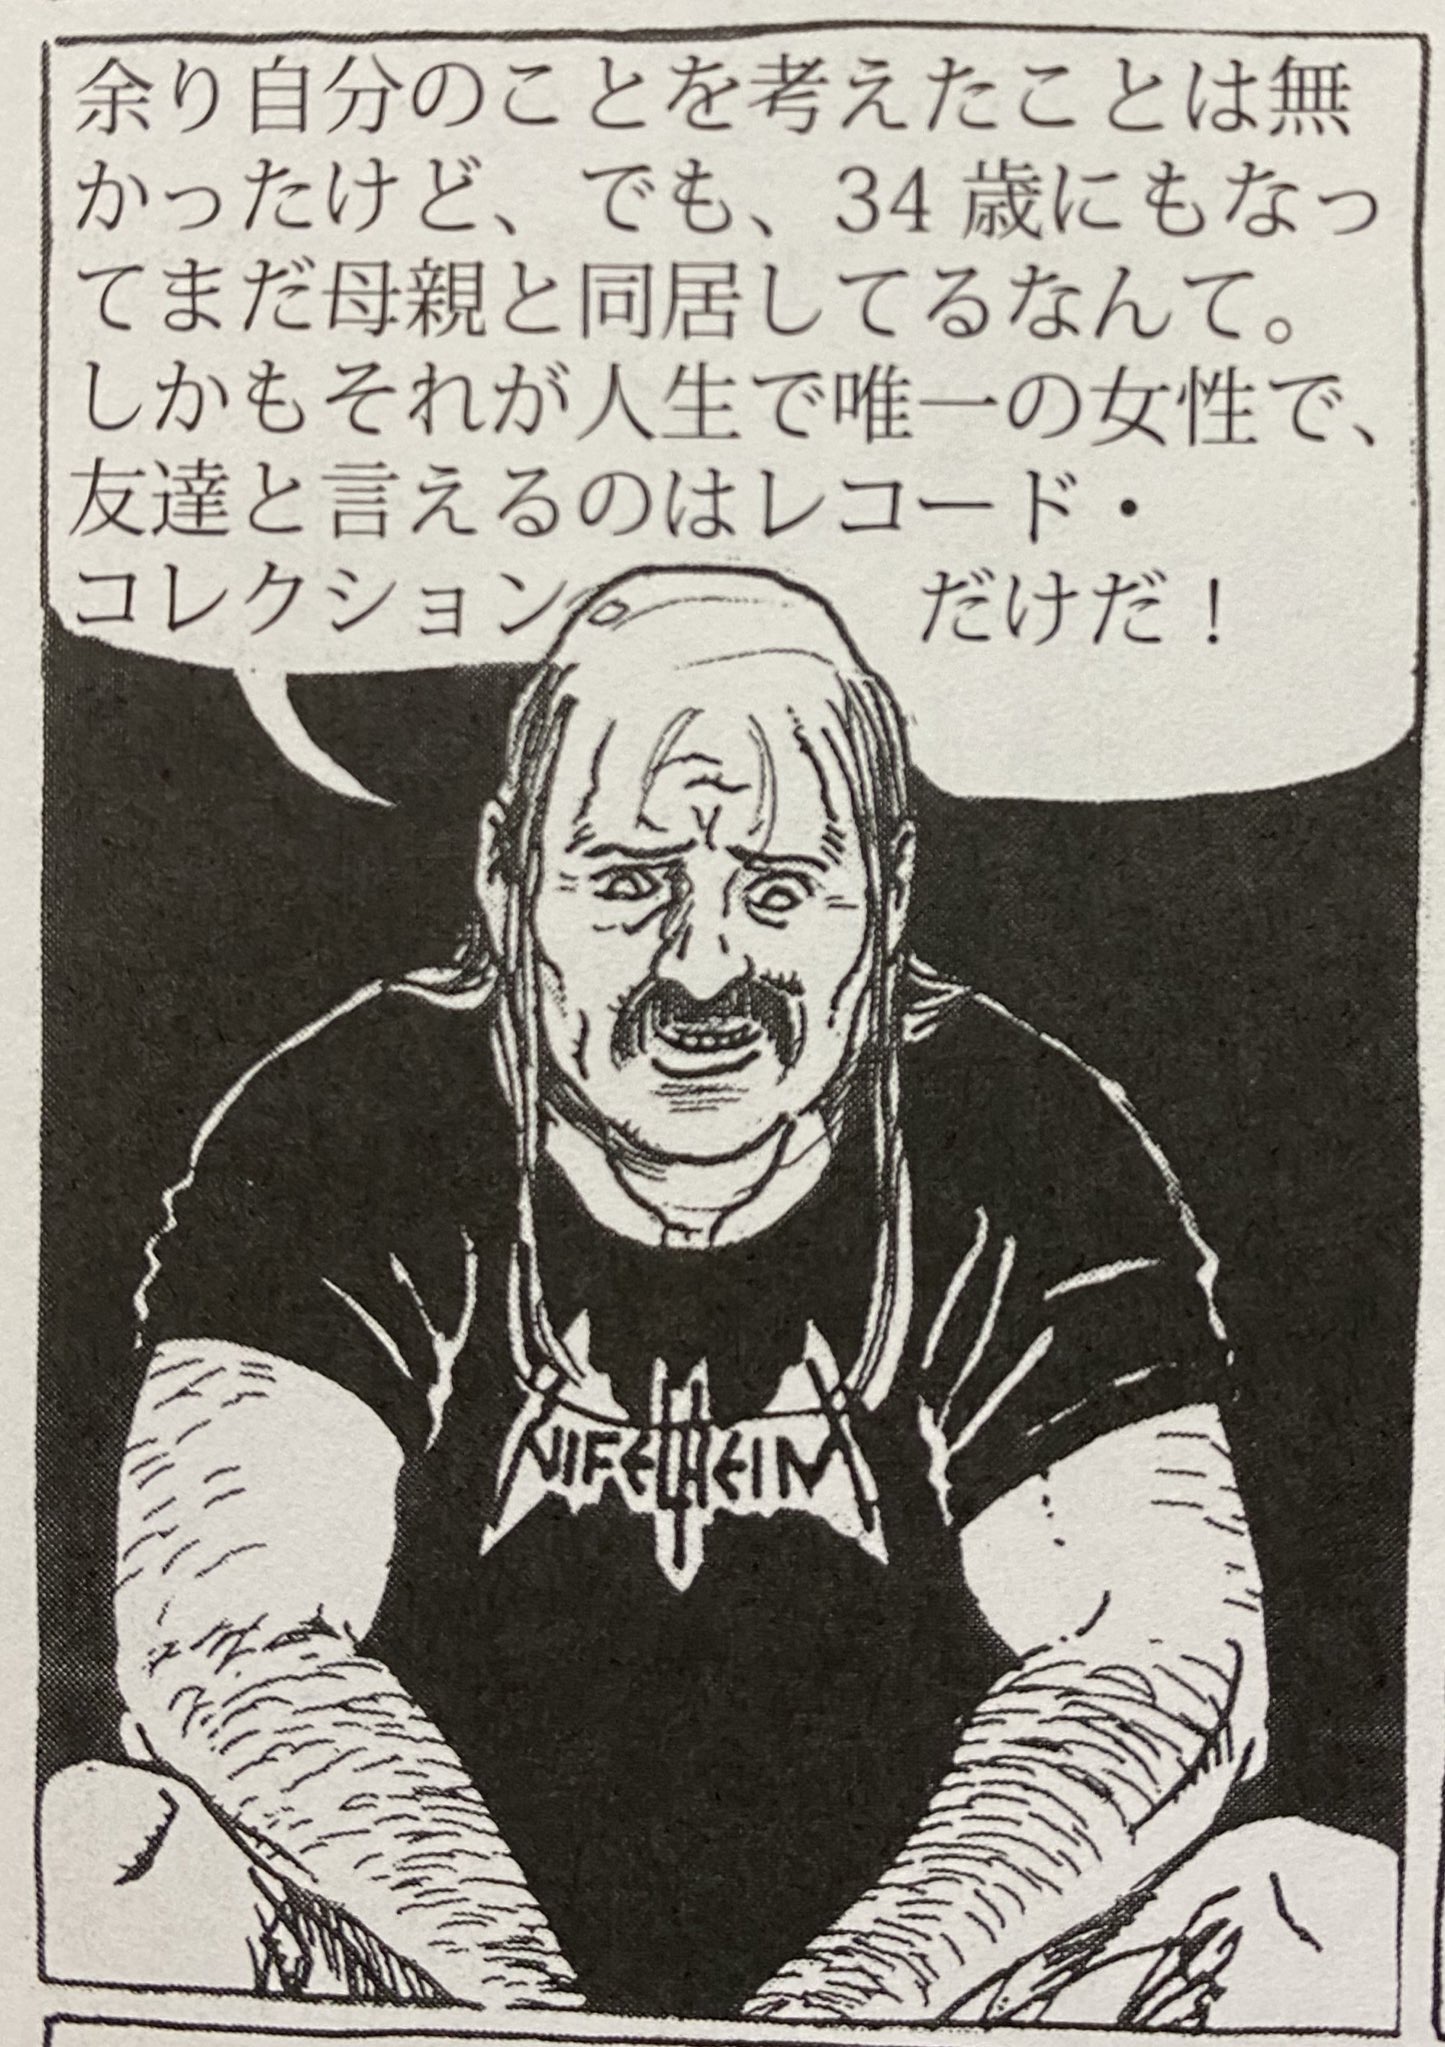 余り自分のことを考えたことは無
かったけど、でも、34 歳にもなっ
てまだ母親と同居してるなんて。
しかもそれが人生で唯一の女性で、
友達と言えるのはレコード・
コレクション だけだ！
NIFELHEIM